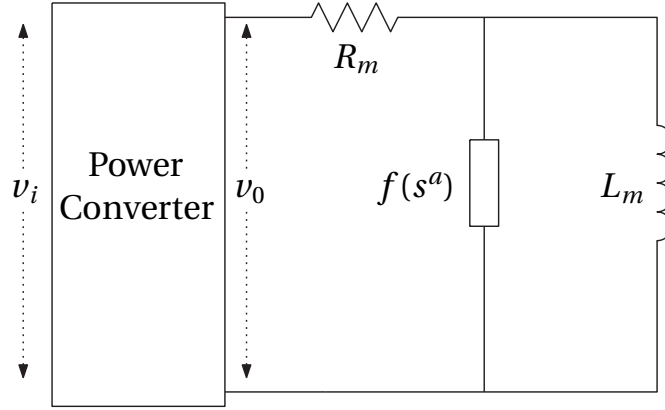 R_m
Power
Converter
v_i
v_0
f(s^a)
L_m